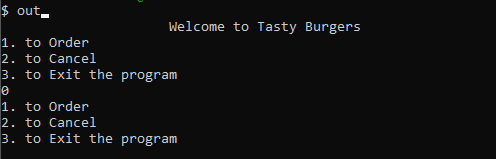 $ out
Welcome to Tasty Burgers
1. to Order
2. to Cancel
3. to Exit the program
0
1. to Order
2. to Cancel
3. to Exit the program